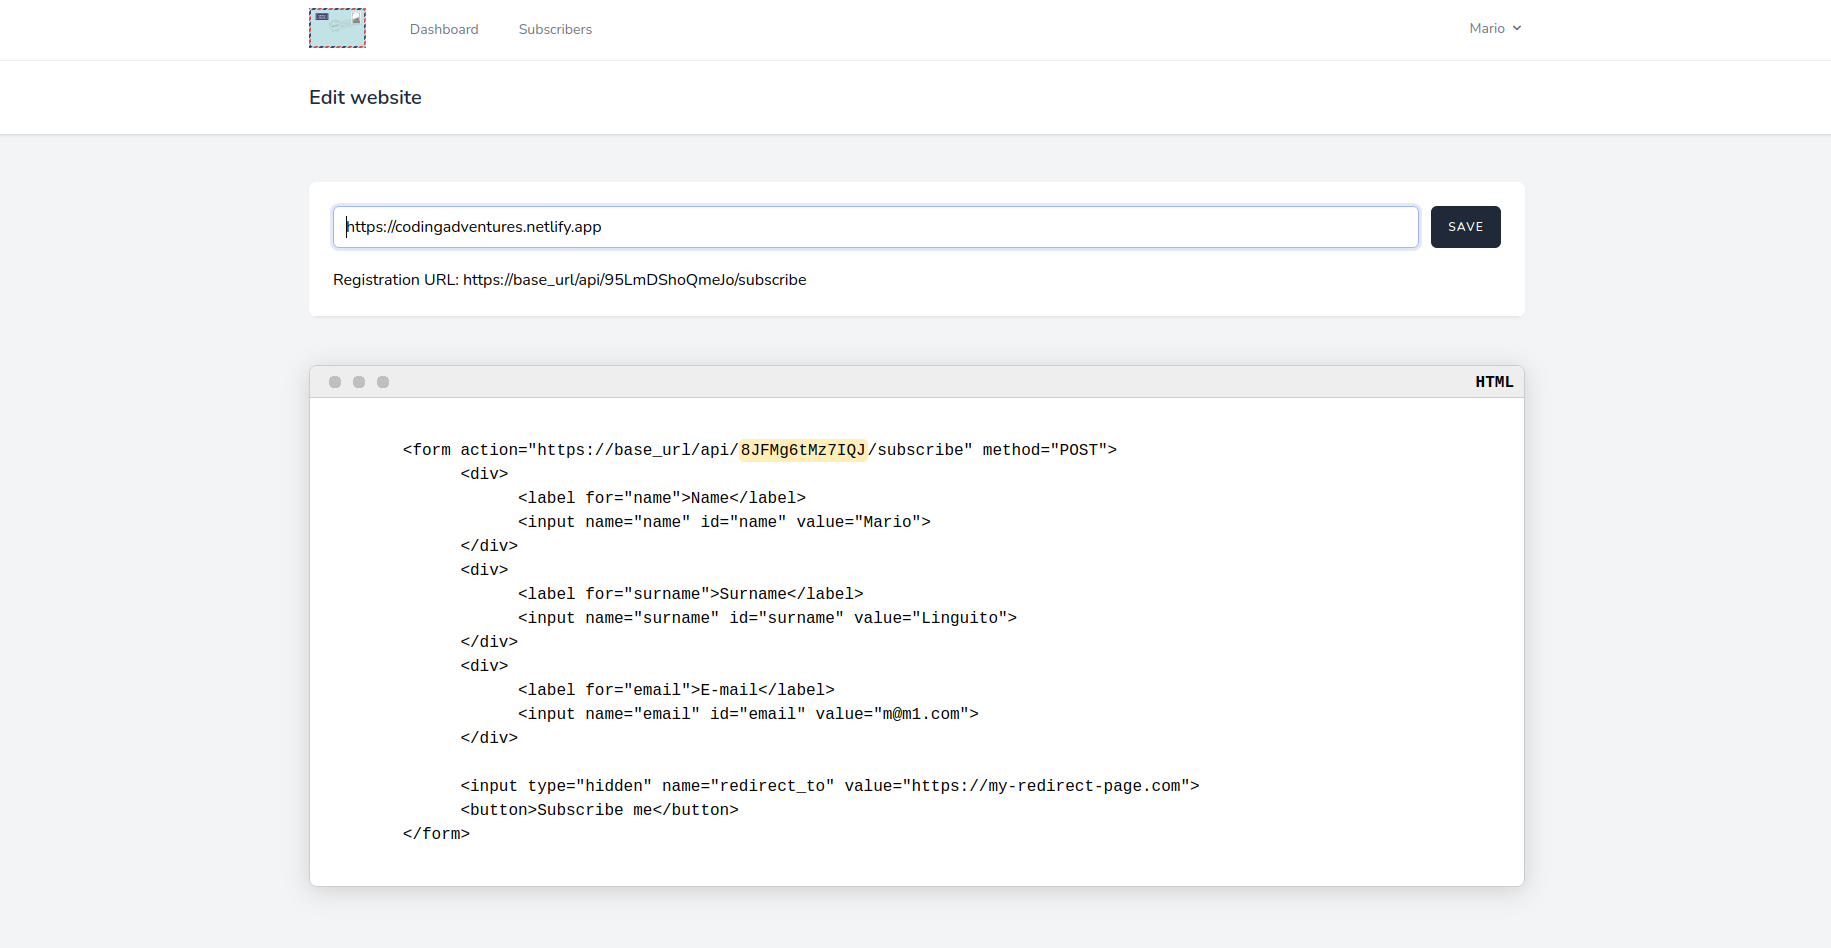 Dashboard Subscribers Mario
Edit website
https://codingadventures.netlify.app SAVE
Registration URL: https://base_url/api/95LmDShoQmeJo/subscribe
HTML
<form action="https://base_url/api/8JFMg6tMz7IQJ/subscribe" method="POST">
<div>
<label for="name">Name</label>
<input name="name" id="name" value="Mario">
</div>
<div>
<label for="surname">Surname</label>
<input name="surname" id="surname" value="Linguito">
</div>
<div>
<label for="email">E-mail</label>
<input name="email" id="email" value="m@m1.com">
</div>
<input type="hidden" name="redirect_to" value="https://my-redirect-page.com">
<button>Subscribe me</button>
</form>